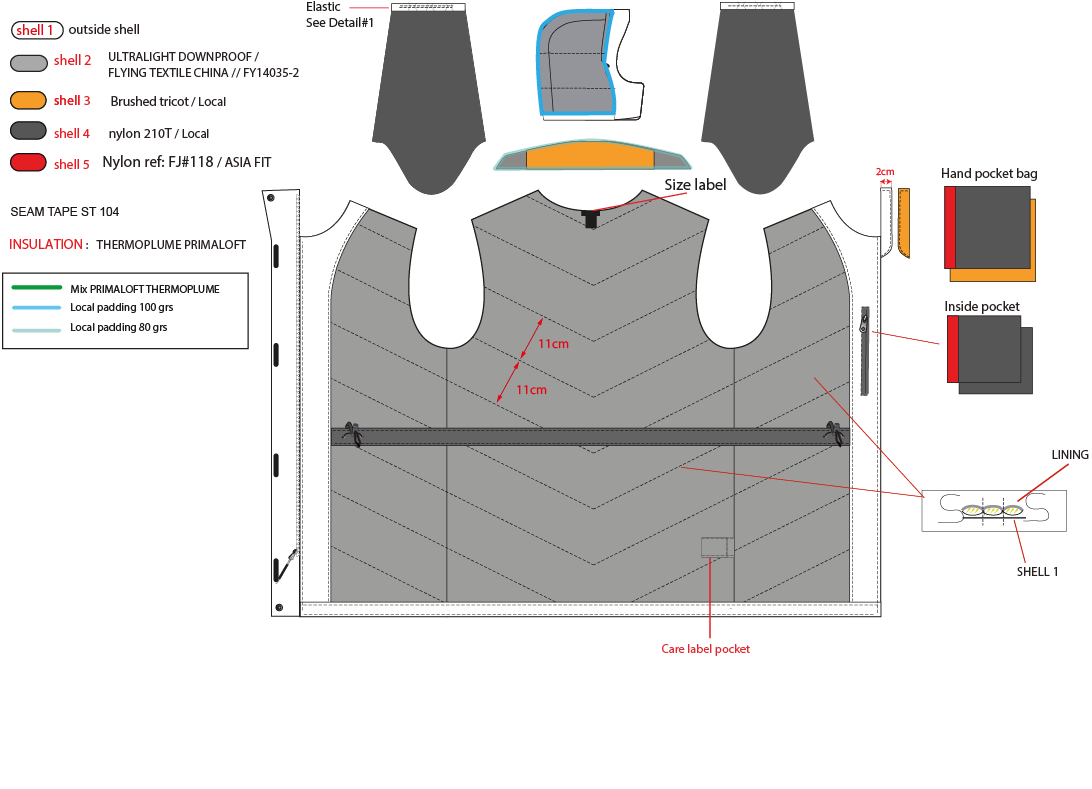 Elastic
See Detail#1
shell 1 outside shell
shell 2 ULTRALIGHT DOWNPROOF /
FLYING TEXTILE CHINA // FY14035-2
shell 3 Brushed tricot / Local
shell 4 nylon 210T / Local
shell 5 Nylon ref: FJ#118 / ASIA FIT
SEAM TAPE ST 104
INSULATION : THERMOPLUME PRIMALOFT
Mix PRIMALOFT THERMOPLUME
Local padding 100 grs
Local padding 80 grs
Size label
2cm
Hand pocket bag
Inside pocket
11cm
11cm
LINING
SHELL 1
Care label pocket